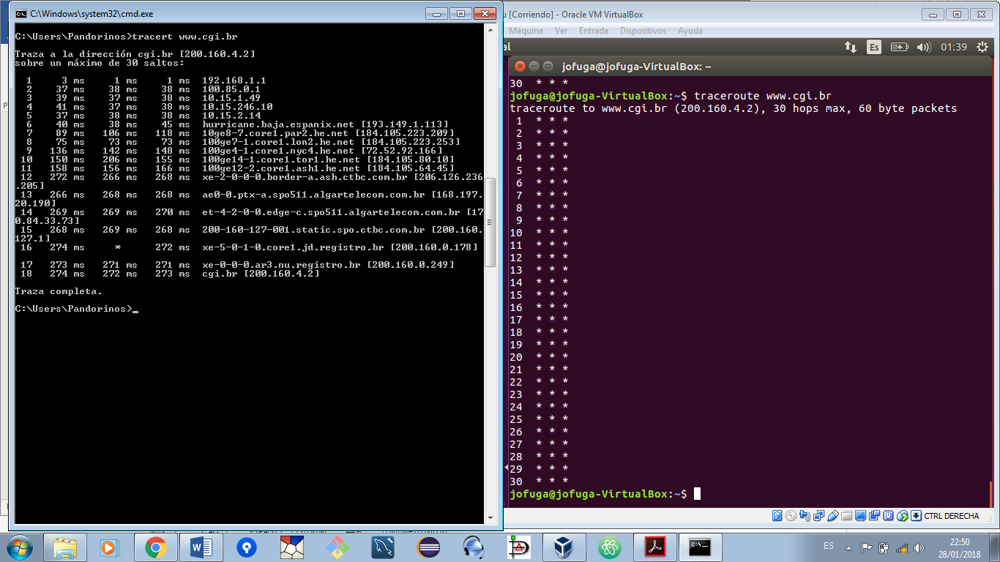 C:\Windows\system32\cmd.exe
C:\Users\Pandorinos>tracert www.cgi.br
Traza a la dirección cgi.br [200.160.4.2]
sobre un máximo de 30 saltos:
1 3 ms 1 ms 1 ms 192.168.1.1
2 37 ms 38 ms 38 ms 100.85.0.1
3 39 ms 37 ms 38 ms 10.15.1.49
4 41 ms 37 ms 38 ms 10.15.246.10
5 37 ms 38 ms 38 ms 10.15.2.14
6 40 ms 38 ms 45 ms hurricane.baja.espanix.net [193.149.1.113]
7 89 ms 106 ms 118 ms 10ge8-7.core1.par2.he.net [184.105.223.209]
8 75 ms 73 ms 73 ms 100ge7-1.core1.lon2.he.net [184.105.223.253]
9 136 ms 142 ms 148 ms 100ge4-1.core1.nyc4.he.net [72.52.92.166]
10 150 ms 206 ms 155 ms 100ge14-1.core1.tor1.he.net [184.105.80.10]
11 158 ms 156 ms 166 ms 100ge12-2.core1.ash1.he.net [184.105.64.45]
12 272 ms 266 ms 268 ms xe-2-0-0-0.border-a.ash.ctbc.com.br [206.126.236
.205]
13 266 ms 268 ms 268 ms ae0-0.ptx-a.spo511.algartelecom.com.br [168.197.
20.190]
14 269 ms 269 ms 270 ms et-4-2-0-0.edge-c.spo511.algartelecom.com.br [17
0.84.33.73]
15 268 ms 269 ms 268 ms 200-160-127-001.static.spo.ctbc.com.br [200.160.
127.1]
16 274 ms * 272 ms xe-5-0-1-0.core1.jd.registro.br [200.160.0.178]
17 273 ms 271 ms 271 ms xe-0-0-0.ar3.nu.registro.br [200.160.0.249]
18 274 ms 272 ms 273 ms cgi.br [200.160.4.2]
Traza completa.
C:\Users\Pandorinos>_
u [Corriendo] - Oracle VM VirtualBox
Máquina Ver Entrada Dispositivos Ayuda
al Es 01:39
jofuga@jofuga-VirtualBox: ~
30 * * *
jofuga@jofuga-VirtualBox:~$ traceroute www.cgi.br
traceroute to www.cgi.br (200.160.4.2), 30 hops max, 60 byte packets
1 * * *
2 * * *
3 * * *
4 * * *
5 * * *
6 * * *
7 * * *
8 * * *
9 * * *
10 * * *
11 * * *
12 * * *
13 * * *
14 * * *
15 * * *
16 * * *
17 * * *
18 * * *
19 * * *
20 * * *
21 * * *
22 * * *
23 * * *
24 * * *
25 * * *
26 * * *
27 * * *
28 * * *
29 * * *
30 * * *
jofuga@jofuga-VirtualBox:~$
CTRL DERECHA
ES
22:50
28/01/2018